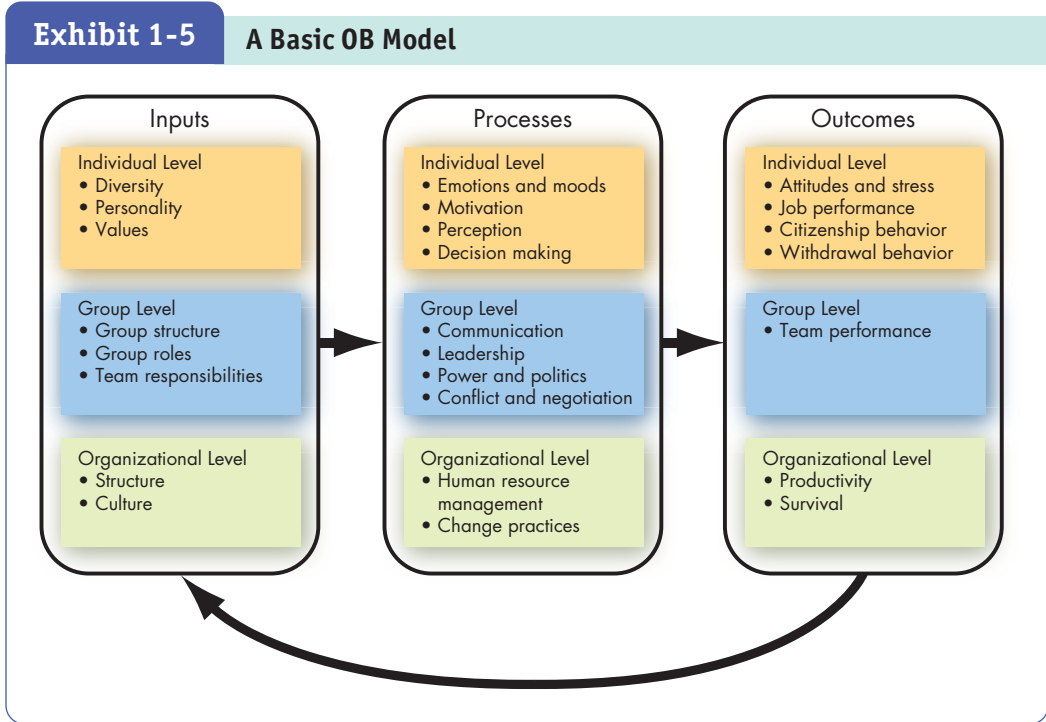 Exhibit 1-5
A Basic OB Model
Inputs
Individual Level
• Diversity
• Personality
• Values
Group Level
• Group structure
• Group roles
• Team responsibilities
Organizational Level
• Structure
• Culture
Processes
Individual Level
• Emotions and moods
• Motivation
• Perception
• Decision making
Group Level
• Communication
• Leadership
• Power and politics
• Conflict and negotiation
Organizational Level
• Human resource
management
• Change practices
Outcomes
Individual Level
• Attitudes and stress
• Job performance
• Citizenship behavior
• Withdrawal behavior
Group Level
• Team performance
Organizational Level
• Productivity
• Survival